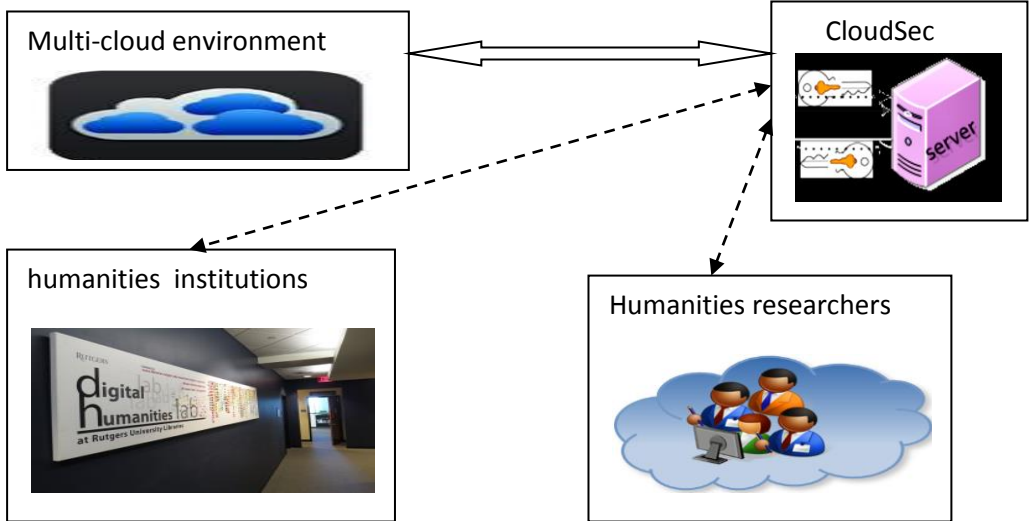 Multi-cloud environment
CloudSec
server
humanities institutions
RUTGERS
digital
humanities lab
at Rutgers University Libraries
Humanities researchers